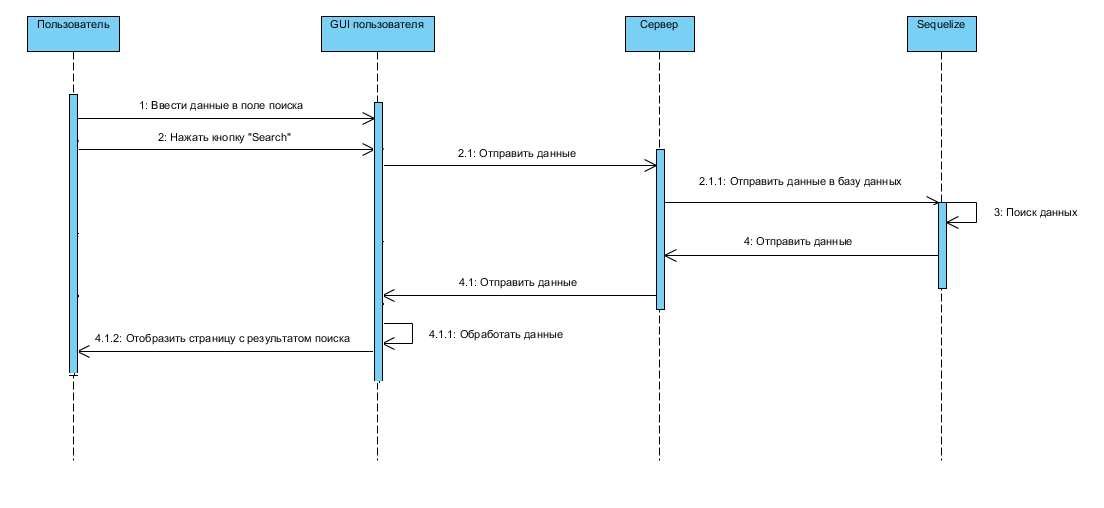 Пользователь
GUI пользователя
Сервер
Sequelize
1: Ввести данные в поле поиска
2: Нажать кнопку "Search"
2.1: Отправить данные
2.1.1: Отправить данные в базу данных
3: Поиск данных
4: Отправить данные
4.1: Отправить данные
4.1.1: Обработать данные
4.1.2: Отобразить страницу с результатом поиска